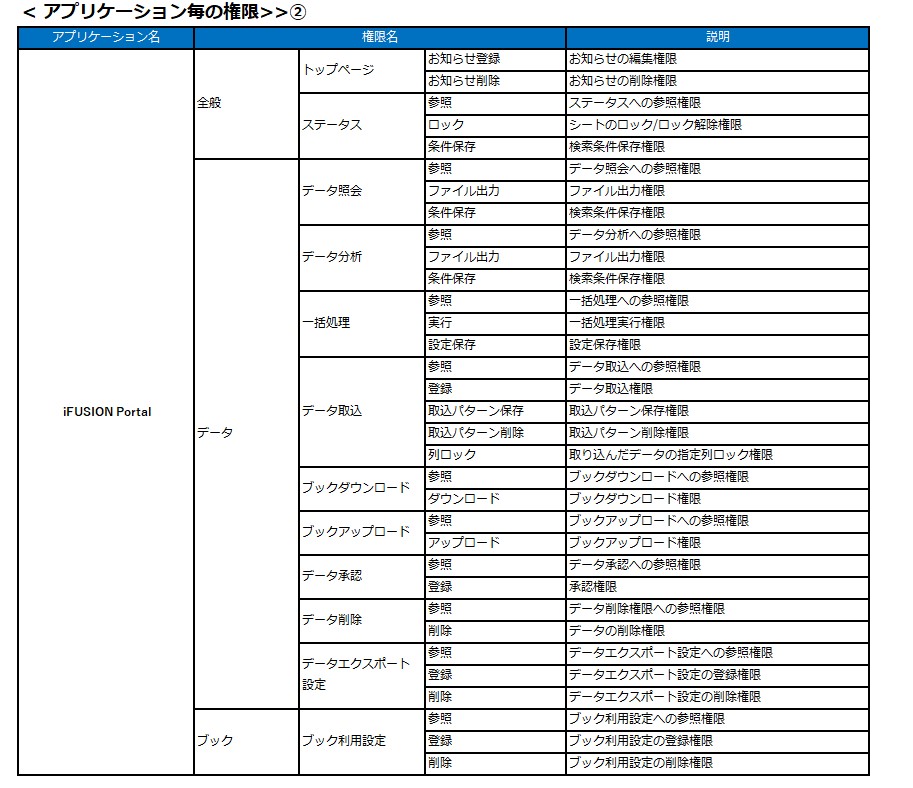 < アプリケーション毎の権限>>②
アプリケーション名 権限名 説明
iFUSION Portal
全般
トップページ
お知らせ登録 お知らせの編集権限
お知らせ削除 お知らせの削除権限
ステータス
参照 ステータスへの参照権限
ロック シートのロック/ロック解除権限
条件保存 検索条件保存権限
データ
データ照会
参照 データ照会への参照権限
ファイル出力 ファイル出力権限
条件保存 検索条件保存権限
データ分析
参照 データ分析への参照権限
ファイル出力 ファイル出力権限
条件保存 検索条件保存権限
一括処理
参照 一括処理への参照権限
実行 一括処理実行権限
設定保存 設定保存権限
データ取込
参照 データ取込への参照権限
登録 データ取込権限
取込パターン保存 取込パターン保存権限
取込パターン削除 取込パターン削除権限
列ロック 取り込んだデータの指定列ロック権限
ブックダウンロード
参照 ブックダウンロードへの参照権限
ダウンロード ブックダウンロード権限
ブックアップロード
参照 ブックアップロードへの参照権限
アップロード ブックアップロード権限
データ承認
参照 データ承認への参照権限
登録 承認権限
データ削除
参照 データ削除権限への参照権限
削除 データの削除権限
データエクスポート
設定
参照 データエクスポート設定への参照権限
登録 データエクスポート設定の登録権限
削除 データエクスポート設定の削除権限
ブック
ブック利用設定
参照 ブック利用設定への参照権限
登録 ブック利用設定の登録権限
削除 ブック利用設定の削除権限